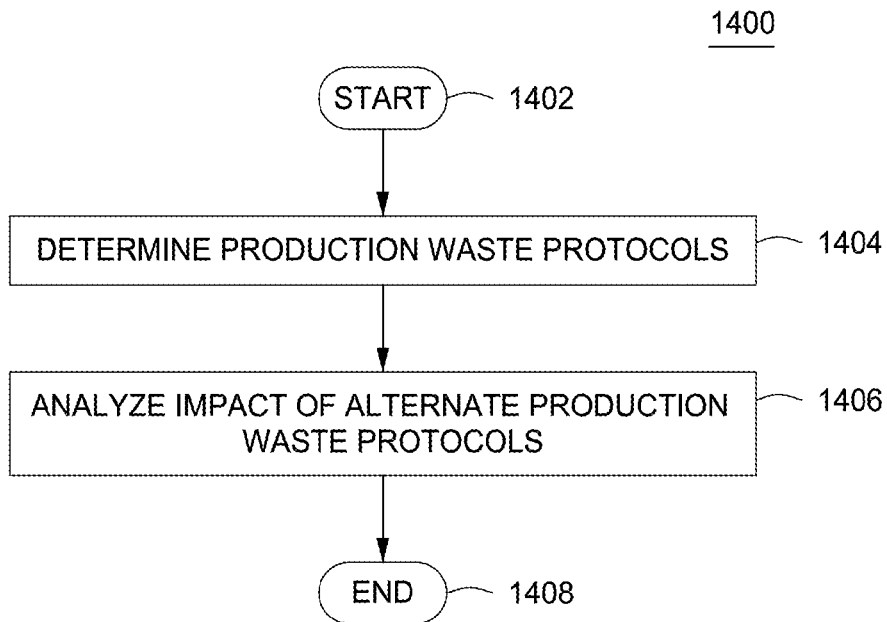 1400
START 1402
DETERMINE PRODUCTION WASTE PROTOCOLS 1404
ANALYZE IMPACT OF ALTERNATE PRODUCTION 1406
WASTE PROTOCOLS
END 1408